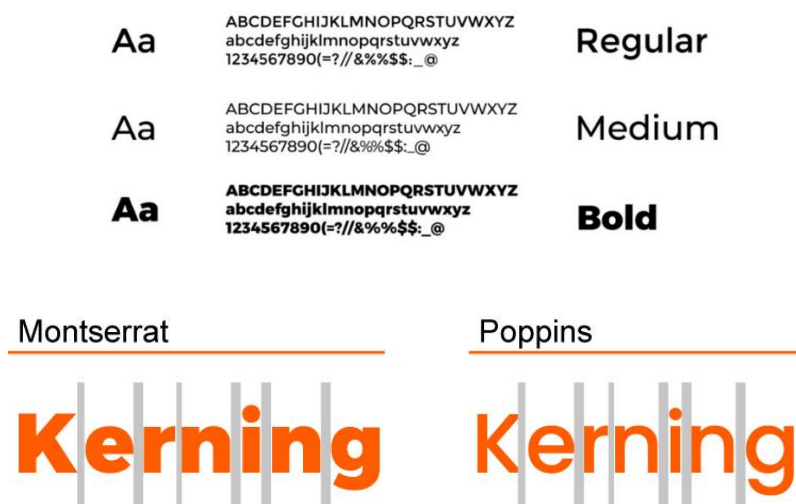 Aa
ABCDEFGHIJKLMNOPQRSTUVWXYZ
abcdefghijklmnopqrstuvwxyz
1234567890(=?//&%%$$:_@
Regular
Aa
ABCDEFGHIJKLMNOPQRSTUVWXYZ
abcdefghijklmnopqrstuvwxyz
1234567890(=?//&%%$$:_@
Medium
Aa
ABCDEFGHIJKLMNOPQRSTUVWXYZ
abcdefghijklmnopqrstuvwxyz
1234567890(=?//&%%$$:_@
Bold
Montserrat
Poppins
Kerning
Kerning